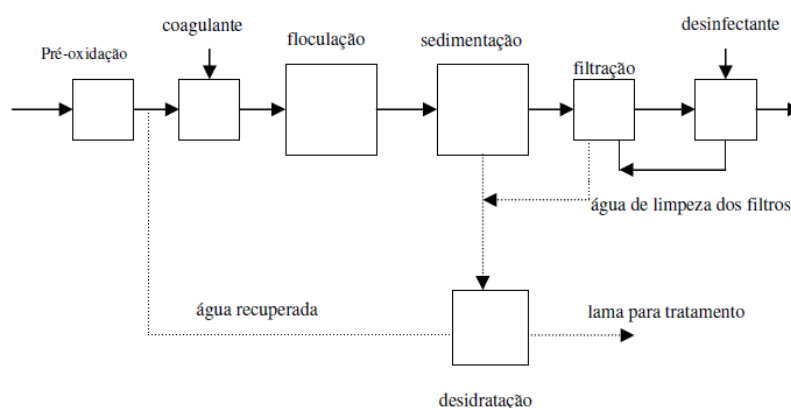 coagulante
desinfectante
floculação
sedimentação
Pré-oxidação
filtração
água de limpeza dos filtros
água recuperada
lama para tratamento
desidratação